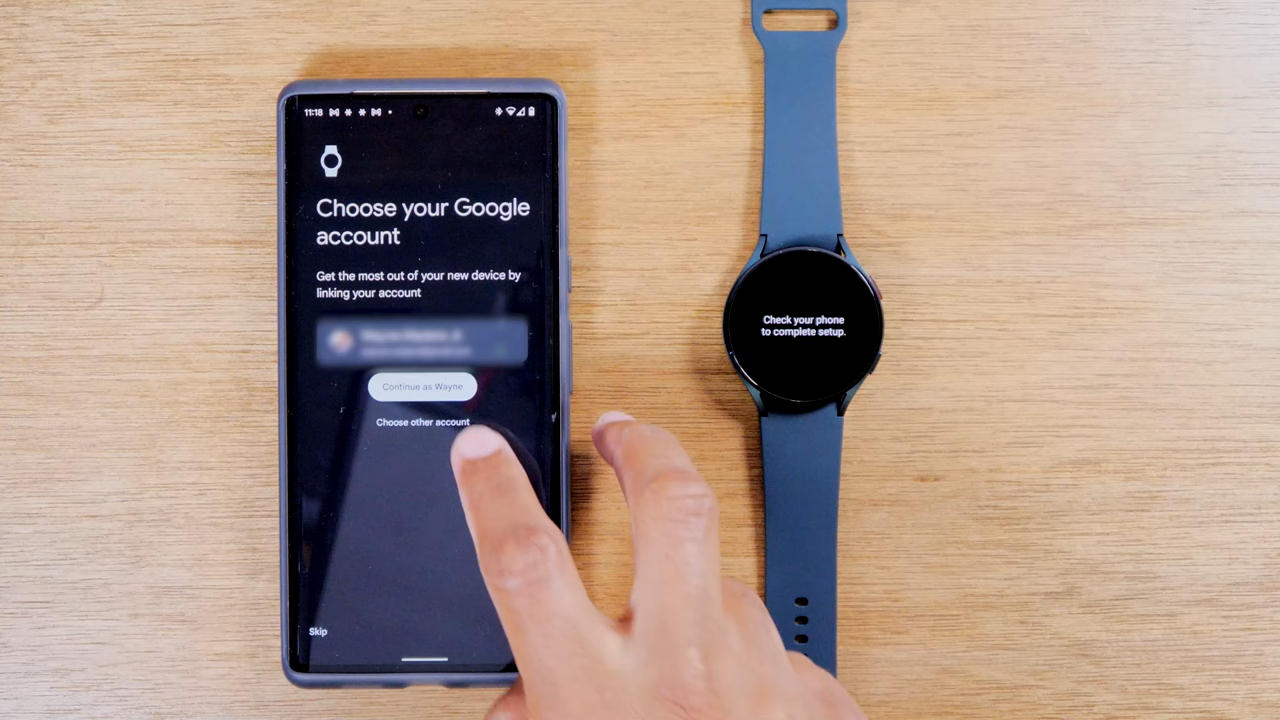 11:18
Choose your Google
account
Get the most out of your new device by
linking your account
Continue as Wayne
Choose other account
Skip
Check your phone
to complete setup.